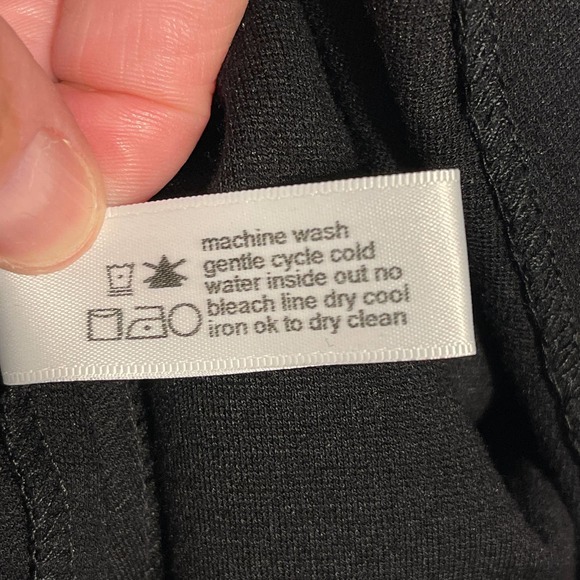 machine wash
gentle cycle cold
water inside out no
bleach line dry cool
iron ok to dry clean